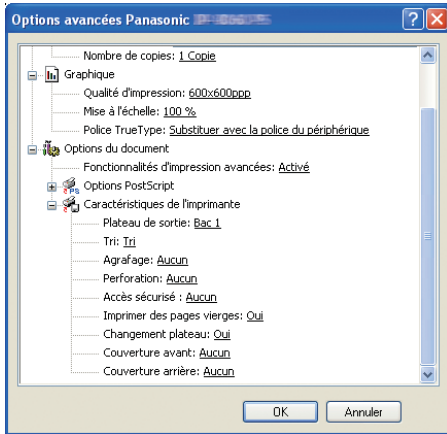 Options avancées Panasonic
Nombre de copies: 1 Copie
Graphique
Qualité d'impression: 600x600ppp
Mise à l'échelle: 100 %
Police TrueType: Substituer avec la police du périphérique
Options du document
Fonctionnalités d'impression avancées: Activé
Options PostScript
Caractéristiques de l'imprimante
Plateau de sortie: Bac 1
Tri: Tri
Agrafage: Aucun
Perforation: Aucun
Accès sécurisé : Aucun
Imprimer des pages vierges: Oui
Changement plateau: Oui
Couverture avant: Aucun
Couverture arrière: Aucun
OK
Annuler